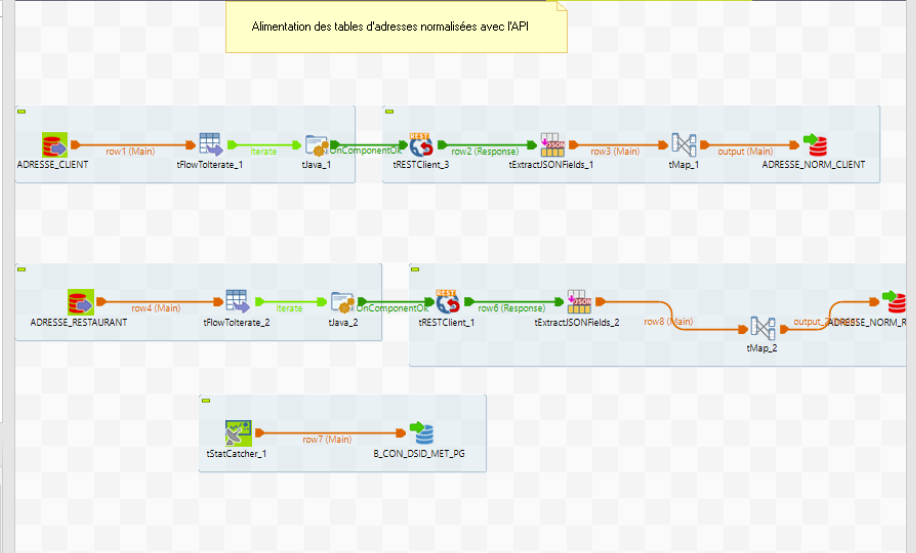 Alimentation des tables d'adresses normalisées avec l'API
row1 (Main)
Iterate
OnComponentOk
row2 (Response)
row3 (Main)
output (Main)
ADRESSE_CLIENT
tFlowToIterate_1
tJava_1
tRESTClient_3
tExtractJSONFields_1
tMap_1
ADRESSE_NORM_CLIENT
REST
JSON
row4 (Main)
Iterate
OnComponentOk
row6 (Response)
row8 (Main)
output_2
ADRESSE_RESTAURANT
tFlowToIterate_2
tJava_2
tRESTClient_1
tExtractJSONFields_2
tMap_2
ADRESSE_NORM_R
REST
JSON
row7 (Main)
tStatCatcher_1
B_CON_DSID_MET_PG